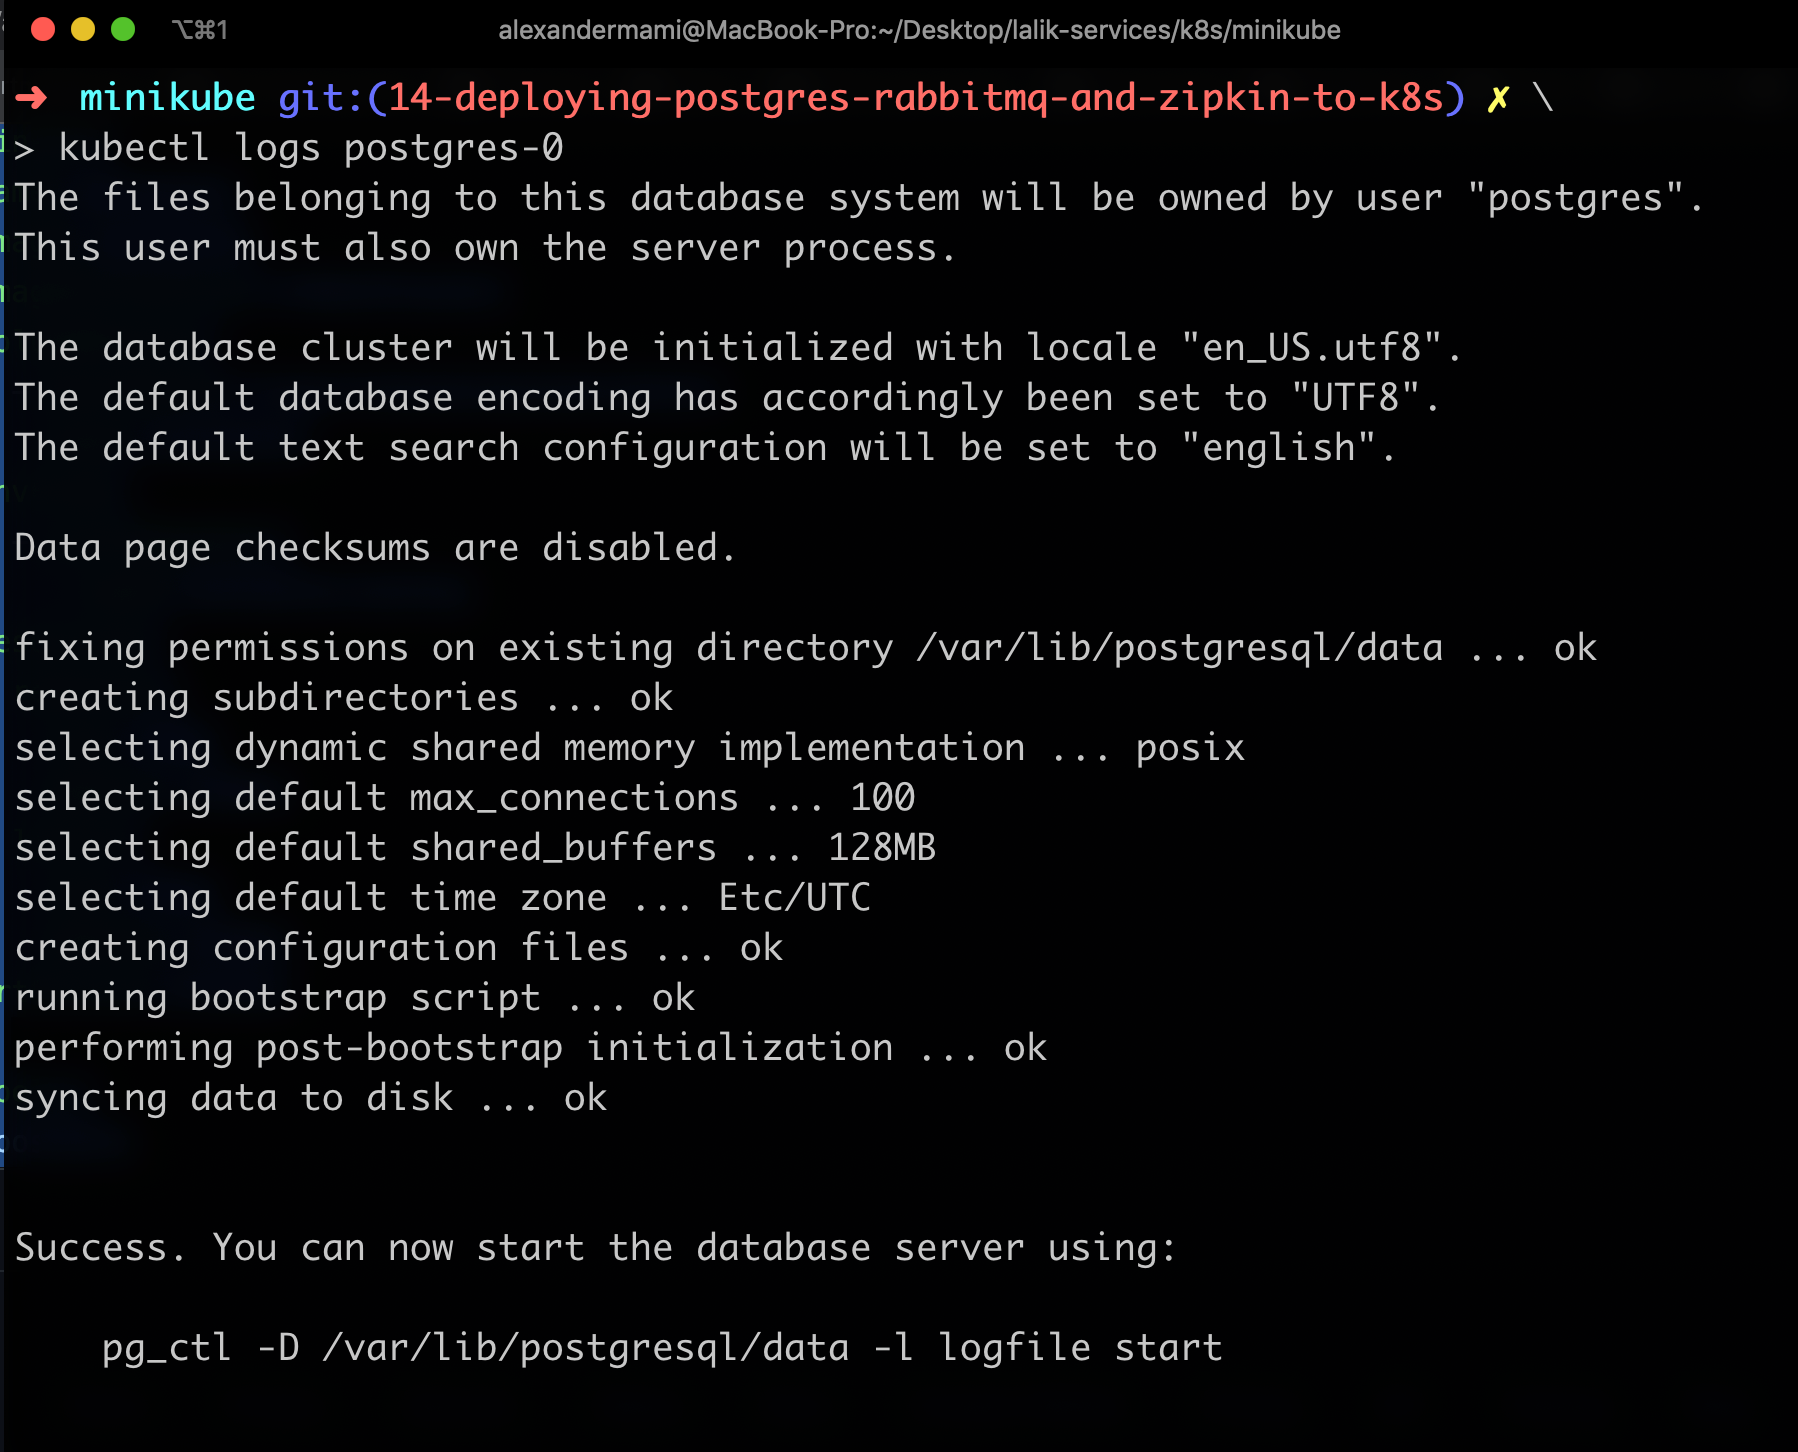 ⌥⌘1
alexandermami@MacBook-Pro:~/Desktop/lalik-services/k8s/minikube
➜ minikube git:(14-deploying-postgres-rabbitmq-and-zipkin-to-k8s) ✗ \
> kubectl logs postgres-0
The files belonging to this database system will be owned by user "postgres".
This user must also own the server process.
The database cluster will be initialized with locale "en_US.utf8".
The default database encoding has accordingly been set to "UTF8".
The default text search configuration will be set to "english".
Data page checksums are disabled.
fixing permissions on existing directory /var/lib/postgresql/data ... ok
creating subdirectories ... ok
selecting dynamic shared memory implementation ... posix
selecting default max_connections ... 100
selecting default shared_buffers ... 128MB
selecting default time zone ... Etc/UTC
creating configuration files ... ok
running bootstrap script ... ok
performing post-bootstrap initialization ... ok
syncing data to disk ... ok
Success. You can now start the database server using:
pg_ctl -D /var/lib/postgresql/data -l logfile start